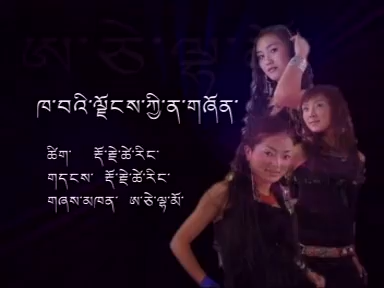 ཨ་ཅེ་ལྷ་མོ
ཁ་བའི་ལྗོངས་ཀྱི་ན་གཞོན་
ཚིག་ རྡོ་རྗེ་ཚེ་རིང་
གདངས་ རྡོ་རྗེ་ཚེ་རིང་
གཞས་མཁན་ ཨ་ཅེ་ལྷ་མོ་